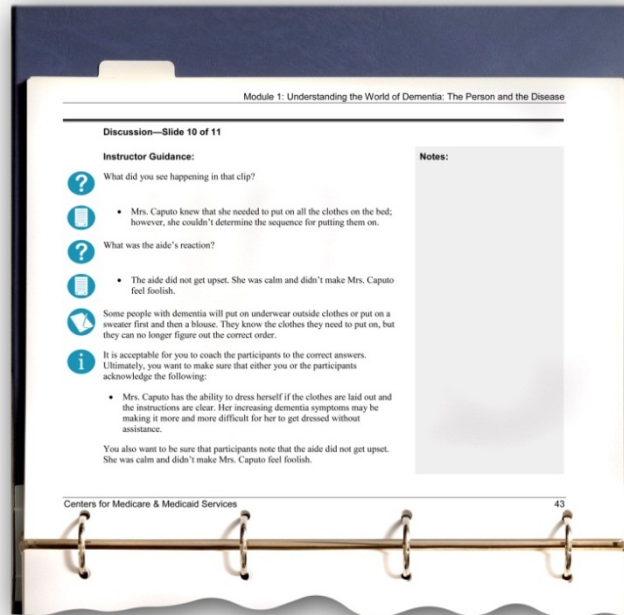 Module 1: Understanding the World of Dementia: The Person and the Disease
Discussion—Slide 10 of 11
Instructor Guidance:
Notes:
? What did you see happening in that clip?
• Mrs. Caputo knew that she needed to put on all the clothes on the bed;
however, she couldn't determine the sequence for putting them on.
? What was the aide's reaction?
• The aide did not get upset. She was calm and didn't make Mrs. Caputo
feel foolish.
Some people with dementia will put on underwear outside clothes or put on a
sweater first and then a blouse. They know the clothes they need to put on, but
they can no longer figure out the correct order.
i It is acceptable for you to coach the participants to the correct answers.
Ultimately, you want to make sure that either you or the participants
acknowledge the following:
• Mrs. Caputo has the ability to dress herself if the clothes are laid out and
the instructions are clear. Her increasing dementia symptoms may be
making it more and more difficult for her to get dressed without
assistance.
You also want to be sure that participants note that the aide did not get upset.
She was calm and didn't make Mrs. Caputo feel foolish.
Centers for Medicare & Medicaid Services 43